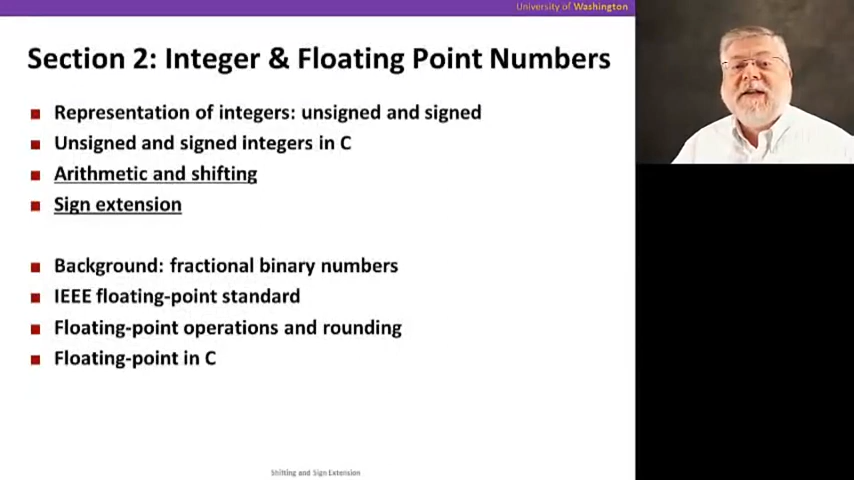 University of Washington
Section 2: Integer & Floating Point Numbers
Representation of integers: unsigned and signed
Unsigned and signed integers in C
Arithmetic and shifting
Sign extension
Background: fractional binary numbers
IEEE floating-point standard
Floating-point operations and rounding
Floating-point in C
Shifting and Sign Extension